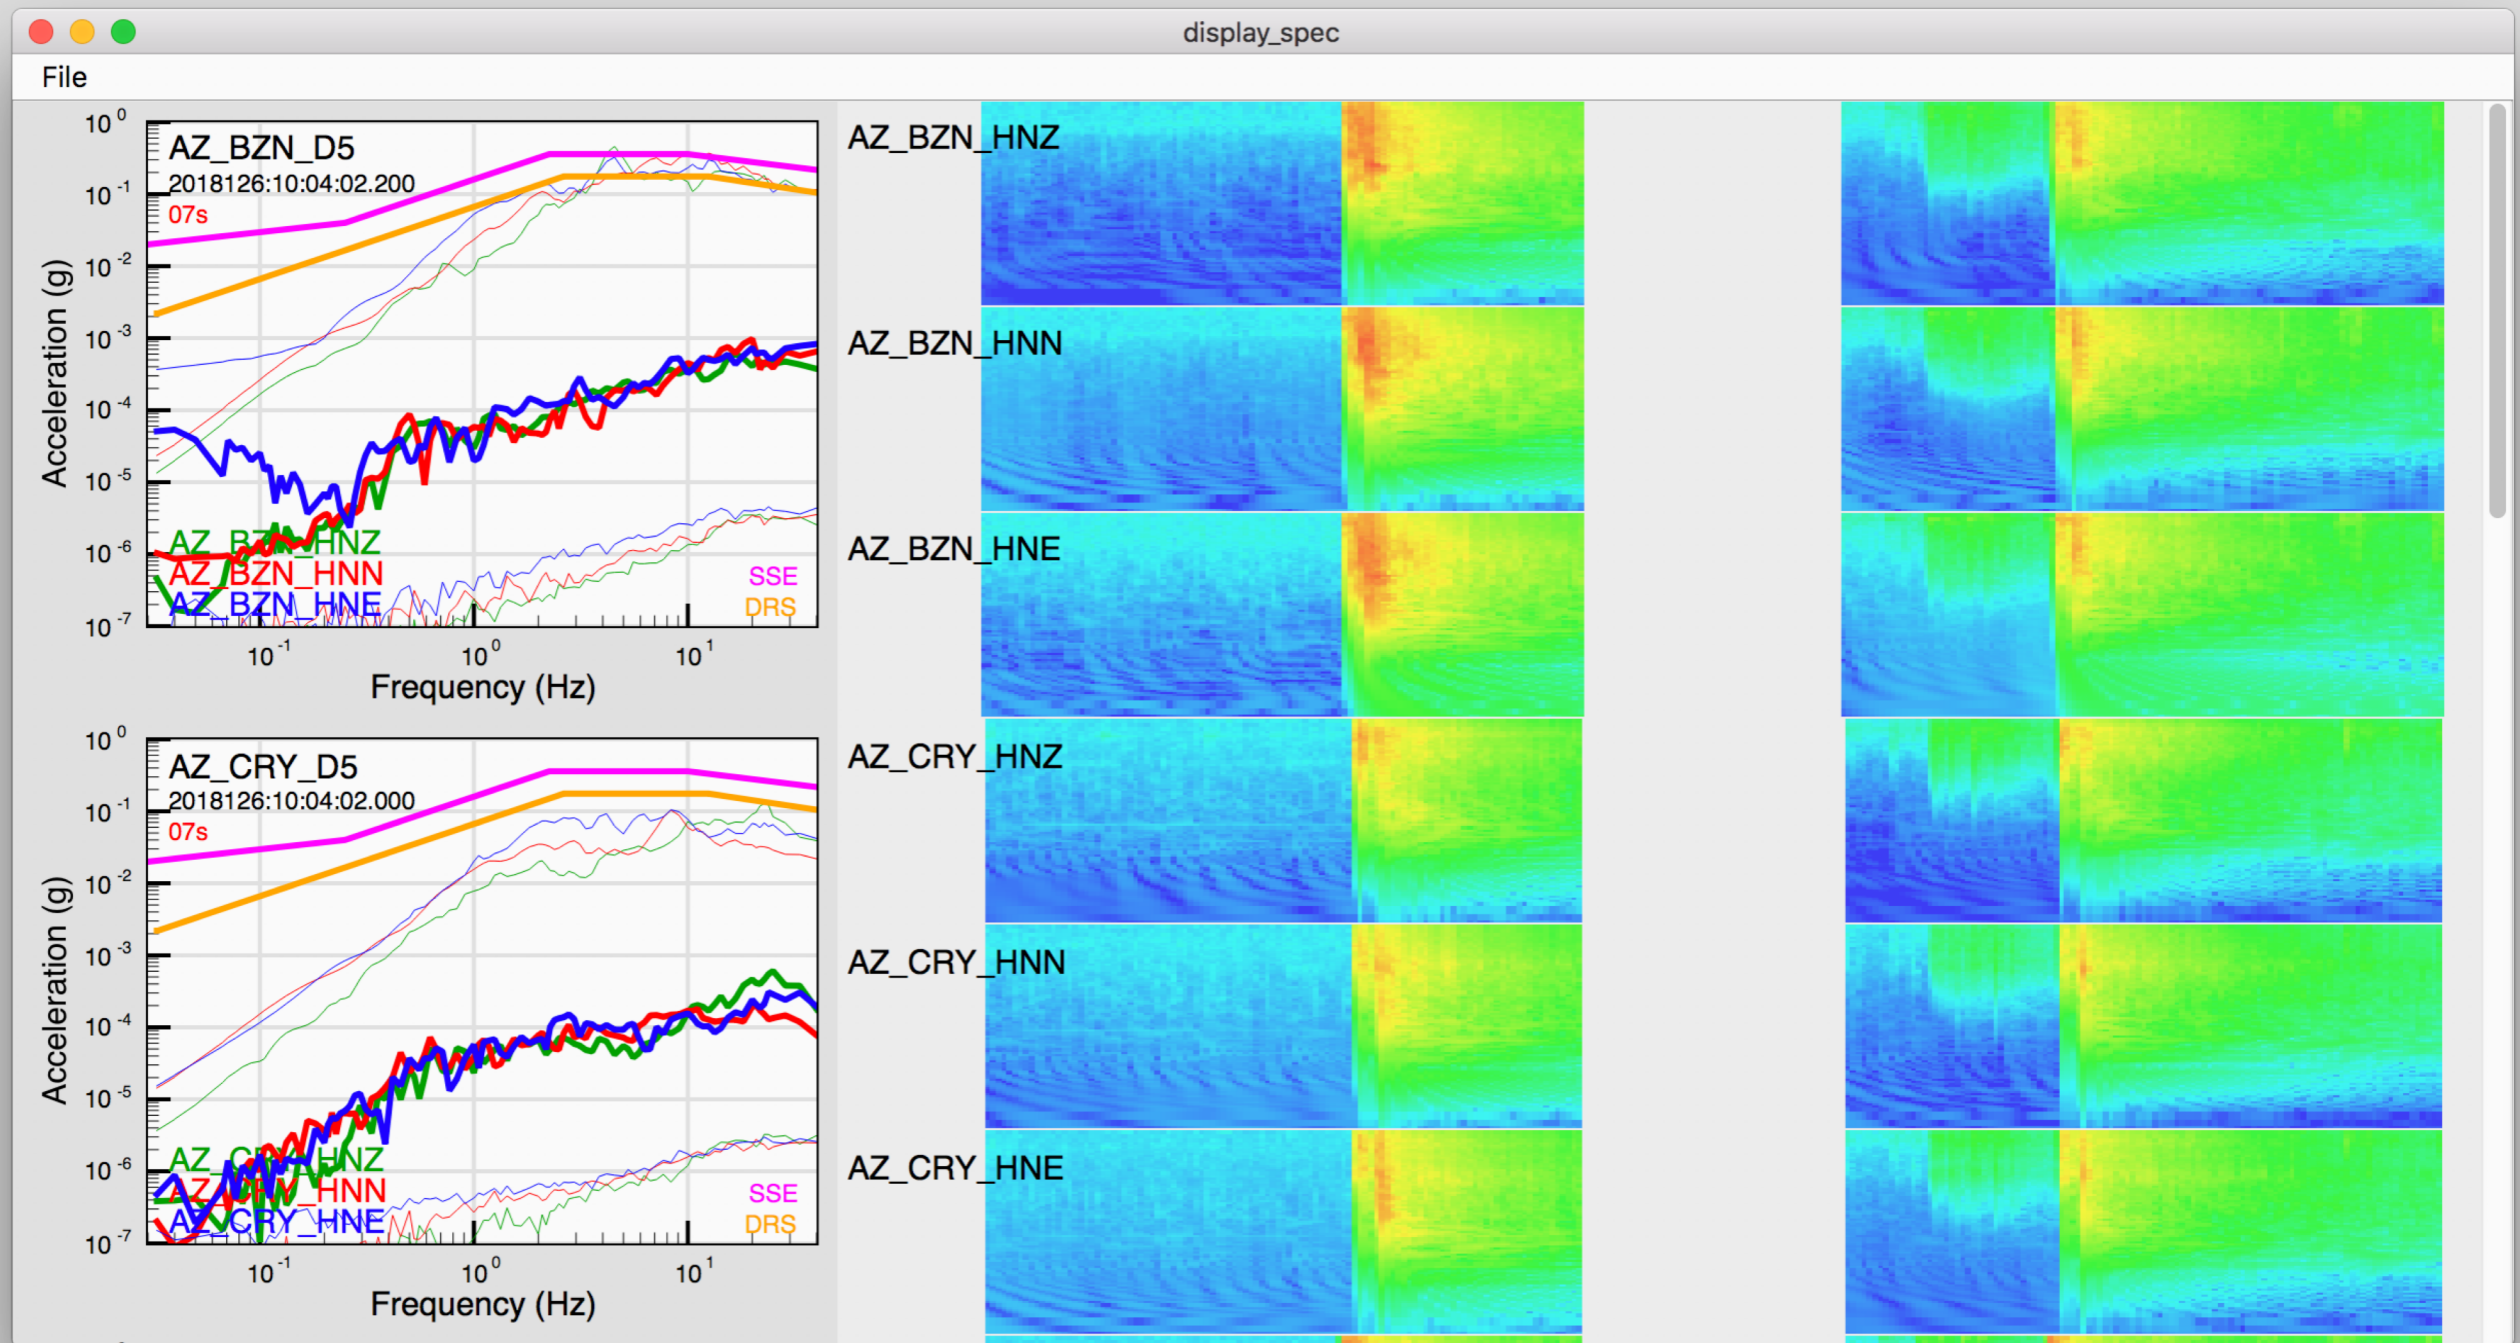 display_spec
File
AZ_BZN_D5
2018126:10:04:02.200
07s
10^0
10^-1
10^-2
10^-3
10^-4
10^-5
10^-6
10^-7
Acceleration (g)
AZ_BZN_HNZ
AZ_BZN_HNN
AZ_BZN_HNE
SSE
DRS
10^-1
10^0
10^1
Frequency (Hz)
AZ_BZN_HNZ
AZ_BZN_HNN
AZ_BZN_HNE
AZ_CRY_D5
2018126:10:04:02.000
07s
10^0
10^-1
10^-2
10^-3
10^-4
10^-5
10^-6
10^-7
Acceleration (g)
AZ_CRY_HNZ
AZ_CRY_HNN
AZ_CRY_HNE
SSE
DRS
10^-1
10^0
10^1
Frequency (Hz)
AZ_CRY_HNZ
AZ_CRY_HNN
AZ_CRY_HNE